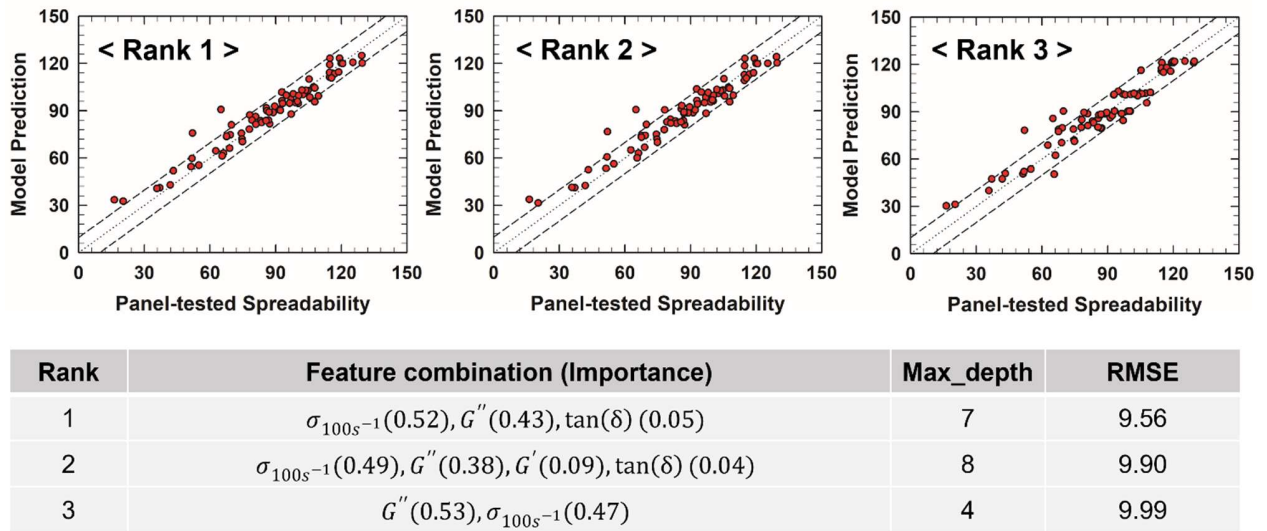 < Rank 1 >
Model Prediction
150
120
90
60
30
0
0 30 60 90 120 150
Panel-tested Spreadability
< Rank 2 >
Model Prediction
150
120
90
60
30
0
0 30 60 90 120 150
Panel-tested Spreadability
< Rank 3 >
Model Prediction
150
120
90
60
30
0
0 30 60 90 120 150
Panel-tested Spreadability
Rank Feature combination (Importance) Max_depth RMSE
1 σ₁₀₀ₛ₋₁(0.52), G′′(0.43), tan(δ) (0.05) 7 9.56
2 σ₁₀₀ₛ₋₁(0.49), G′′(0.38), G′(0.09), tan(δ) (0.04) 8 9.90
3 G′′(0.53), σ₁₀₀ₛ₋₁(0.47) 4 9.99